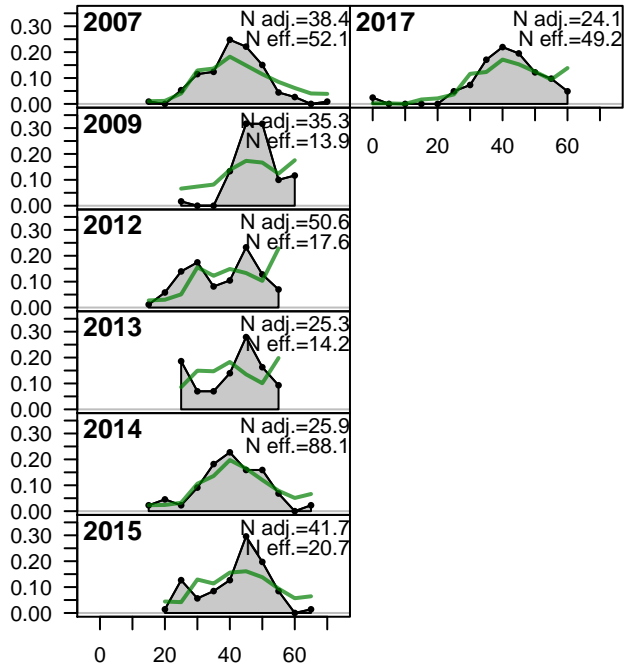 2007
N adj.=38.4
N eff.=52.1
0.30
0.20
0.10
0.00
2009
N adj.=35.3
N eff.=13.9
0.30
0.20
0.10
0.00
2012
N adj.=50.6
N eff.=17.6
0.30
0.20
0.10
0.00
2013
N adj.=25.3
N eff.=14.2
0.30
0.20
0.10
0.00
2014
N adj.=25.9
N eff.=88.1
0.30
0.20
0.10
0.00
2015
N adj.=41.7
N eff.=20.7
0.30
0.20
0.10
0.00
0 20 40 60
2017
N adj.=24.1
N eff.=49.2
0 20 40 60